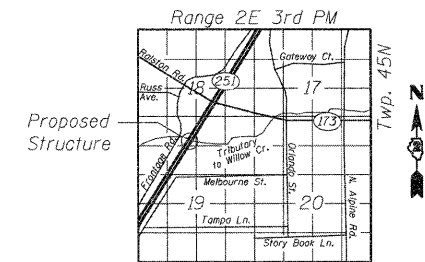 Range 2E 3rd PM
Twp. 45N
Ralston Rd.
Gateway Ct.
251
Russ
Ave.
18
17
N
Proposed
Structure
173
Frontage Rd.
Tributary
to Willow Cr.
Orlando St.
N. Alpine Rd.
Melbourne St.
19
20
Tampa Ln.
Story Book Ln.